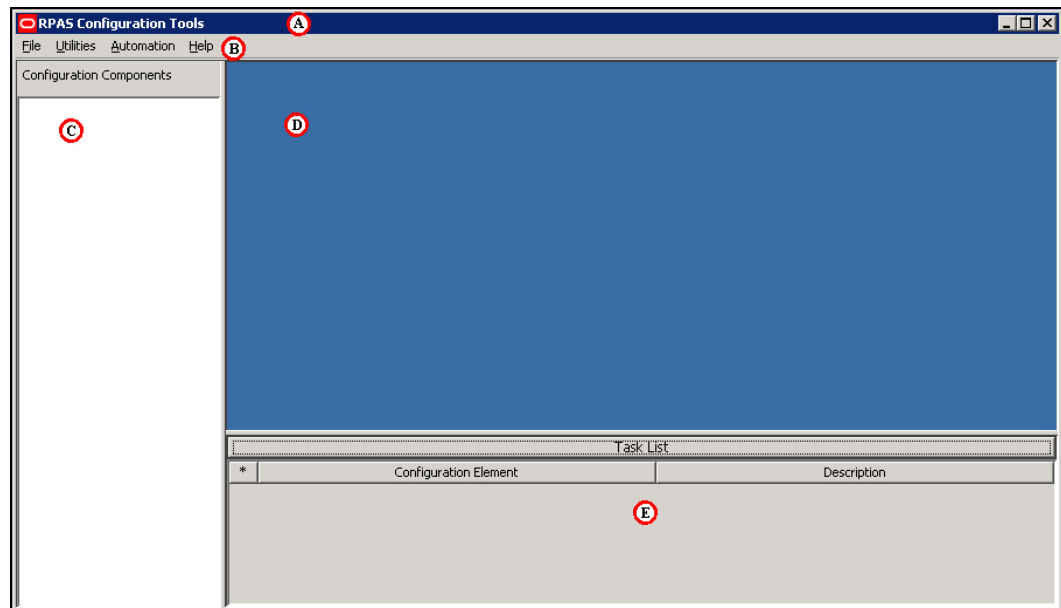 RPAS Configuration Tools A
File Utilities Automation Help B
Configuration Components
C
D
Task List
* Configuration Element Description
E